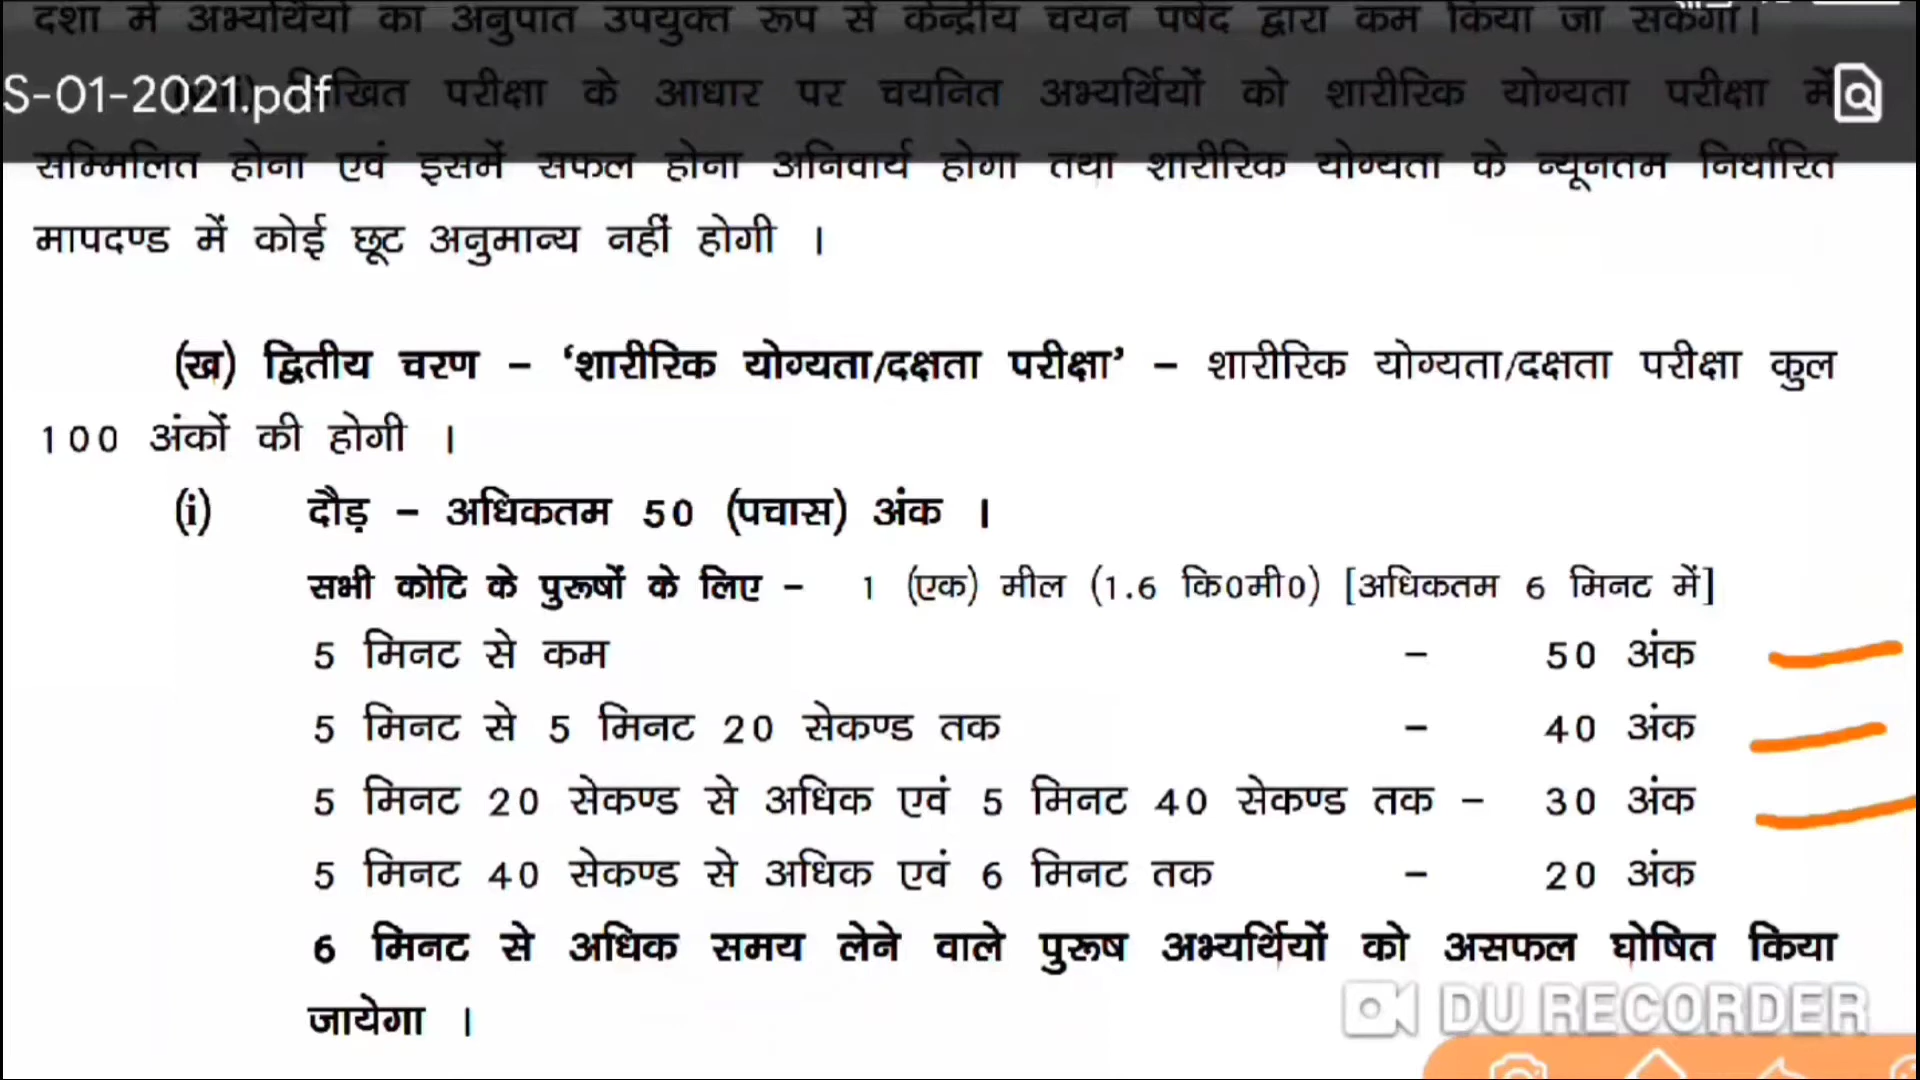 दशा में अभ्यर्थियों का अनुपात उपयुक्त रूप से केन्द्रीय चयन पर्षद द्वारा कम किया जा सकेगा।
S-01-2021.pdf
लिखित परीक्षा के आधार पर चयनित अभ्यर्थियों को शारीरिक योग्यता परीक्षा में
सम्मिलित होना एवं इसमें सफल होना अनिवार्य होगा तथा शारीरिक योग्यता के न्यूनतम निर्धारित
मापदण्ड में कोई छूट अनुमान्य नहीं होगी ।
(ख) द्वितीय चरण – ‘शारीरिक योग्यता/दक्षता परीक्षा’ – शारीरिक योग्यता/दक्षता परीक्षा कुल
100 अंकों की होगी ।
(i) दौड़ – अधिकतम 50 (पचास) अंक ।
सभी कोटि के पुरूषों के लिए – 1 (एक) मील (1.6 कि0मी0) [अधिकतम 6 मिनट में]
5 मिनट से कम – 50 अंक
5 मिनट से 5 मिनट 20 सेकण्ड तक – 40 अंक
5 मिनट 20 सेकण्ड से अधिक एवं 5 मिनट 40 सेकण्ड तक – 30 अंक
5 मिनट 40 सेकण्ड से अधिक एवं 6 मिनट तक – 20 अंक
6 मिनट से अधिक समय लेने वाले पुरूष अभ्यर्थियों को असफल घोषित किया
जायेगा ।
DU RECORDER